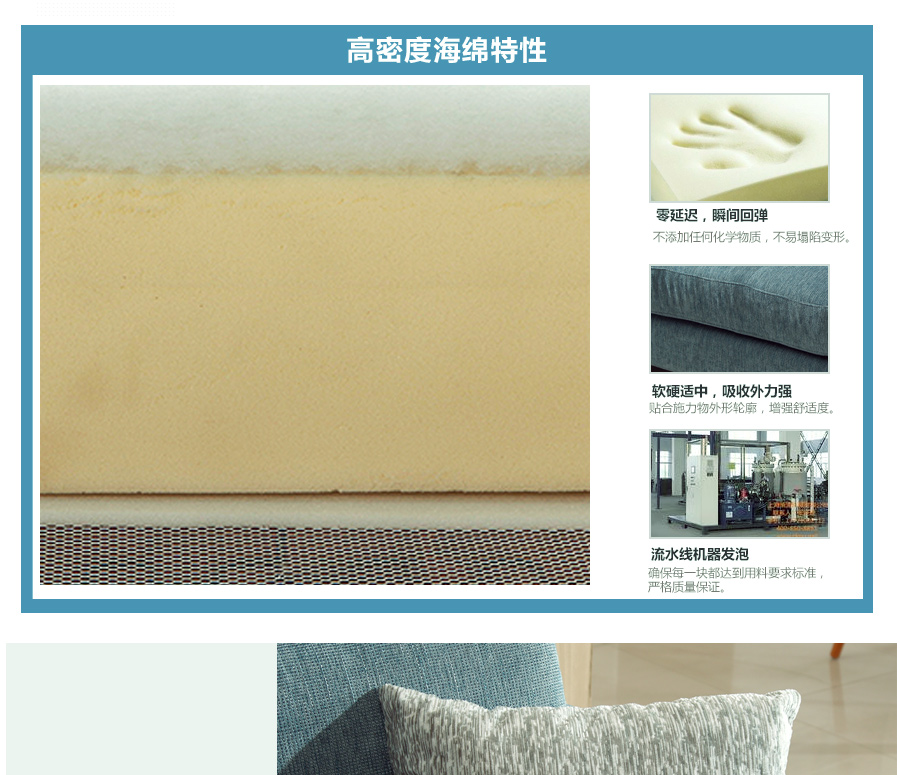 高密度海绵特性
零延迟，瞬间回弹
不添加任何化学物质，不易塌陷变形。
软硬适中，吸收外力强
贴合施力物外形轮廓，增强舒适度。
流水线机器发泡
确保每一块都达到用料要求标准，
严格质量保证。